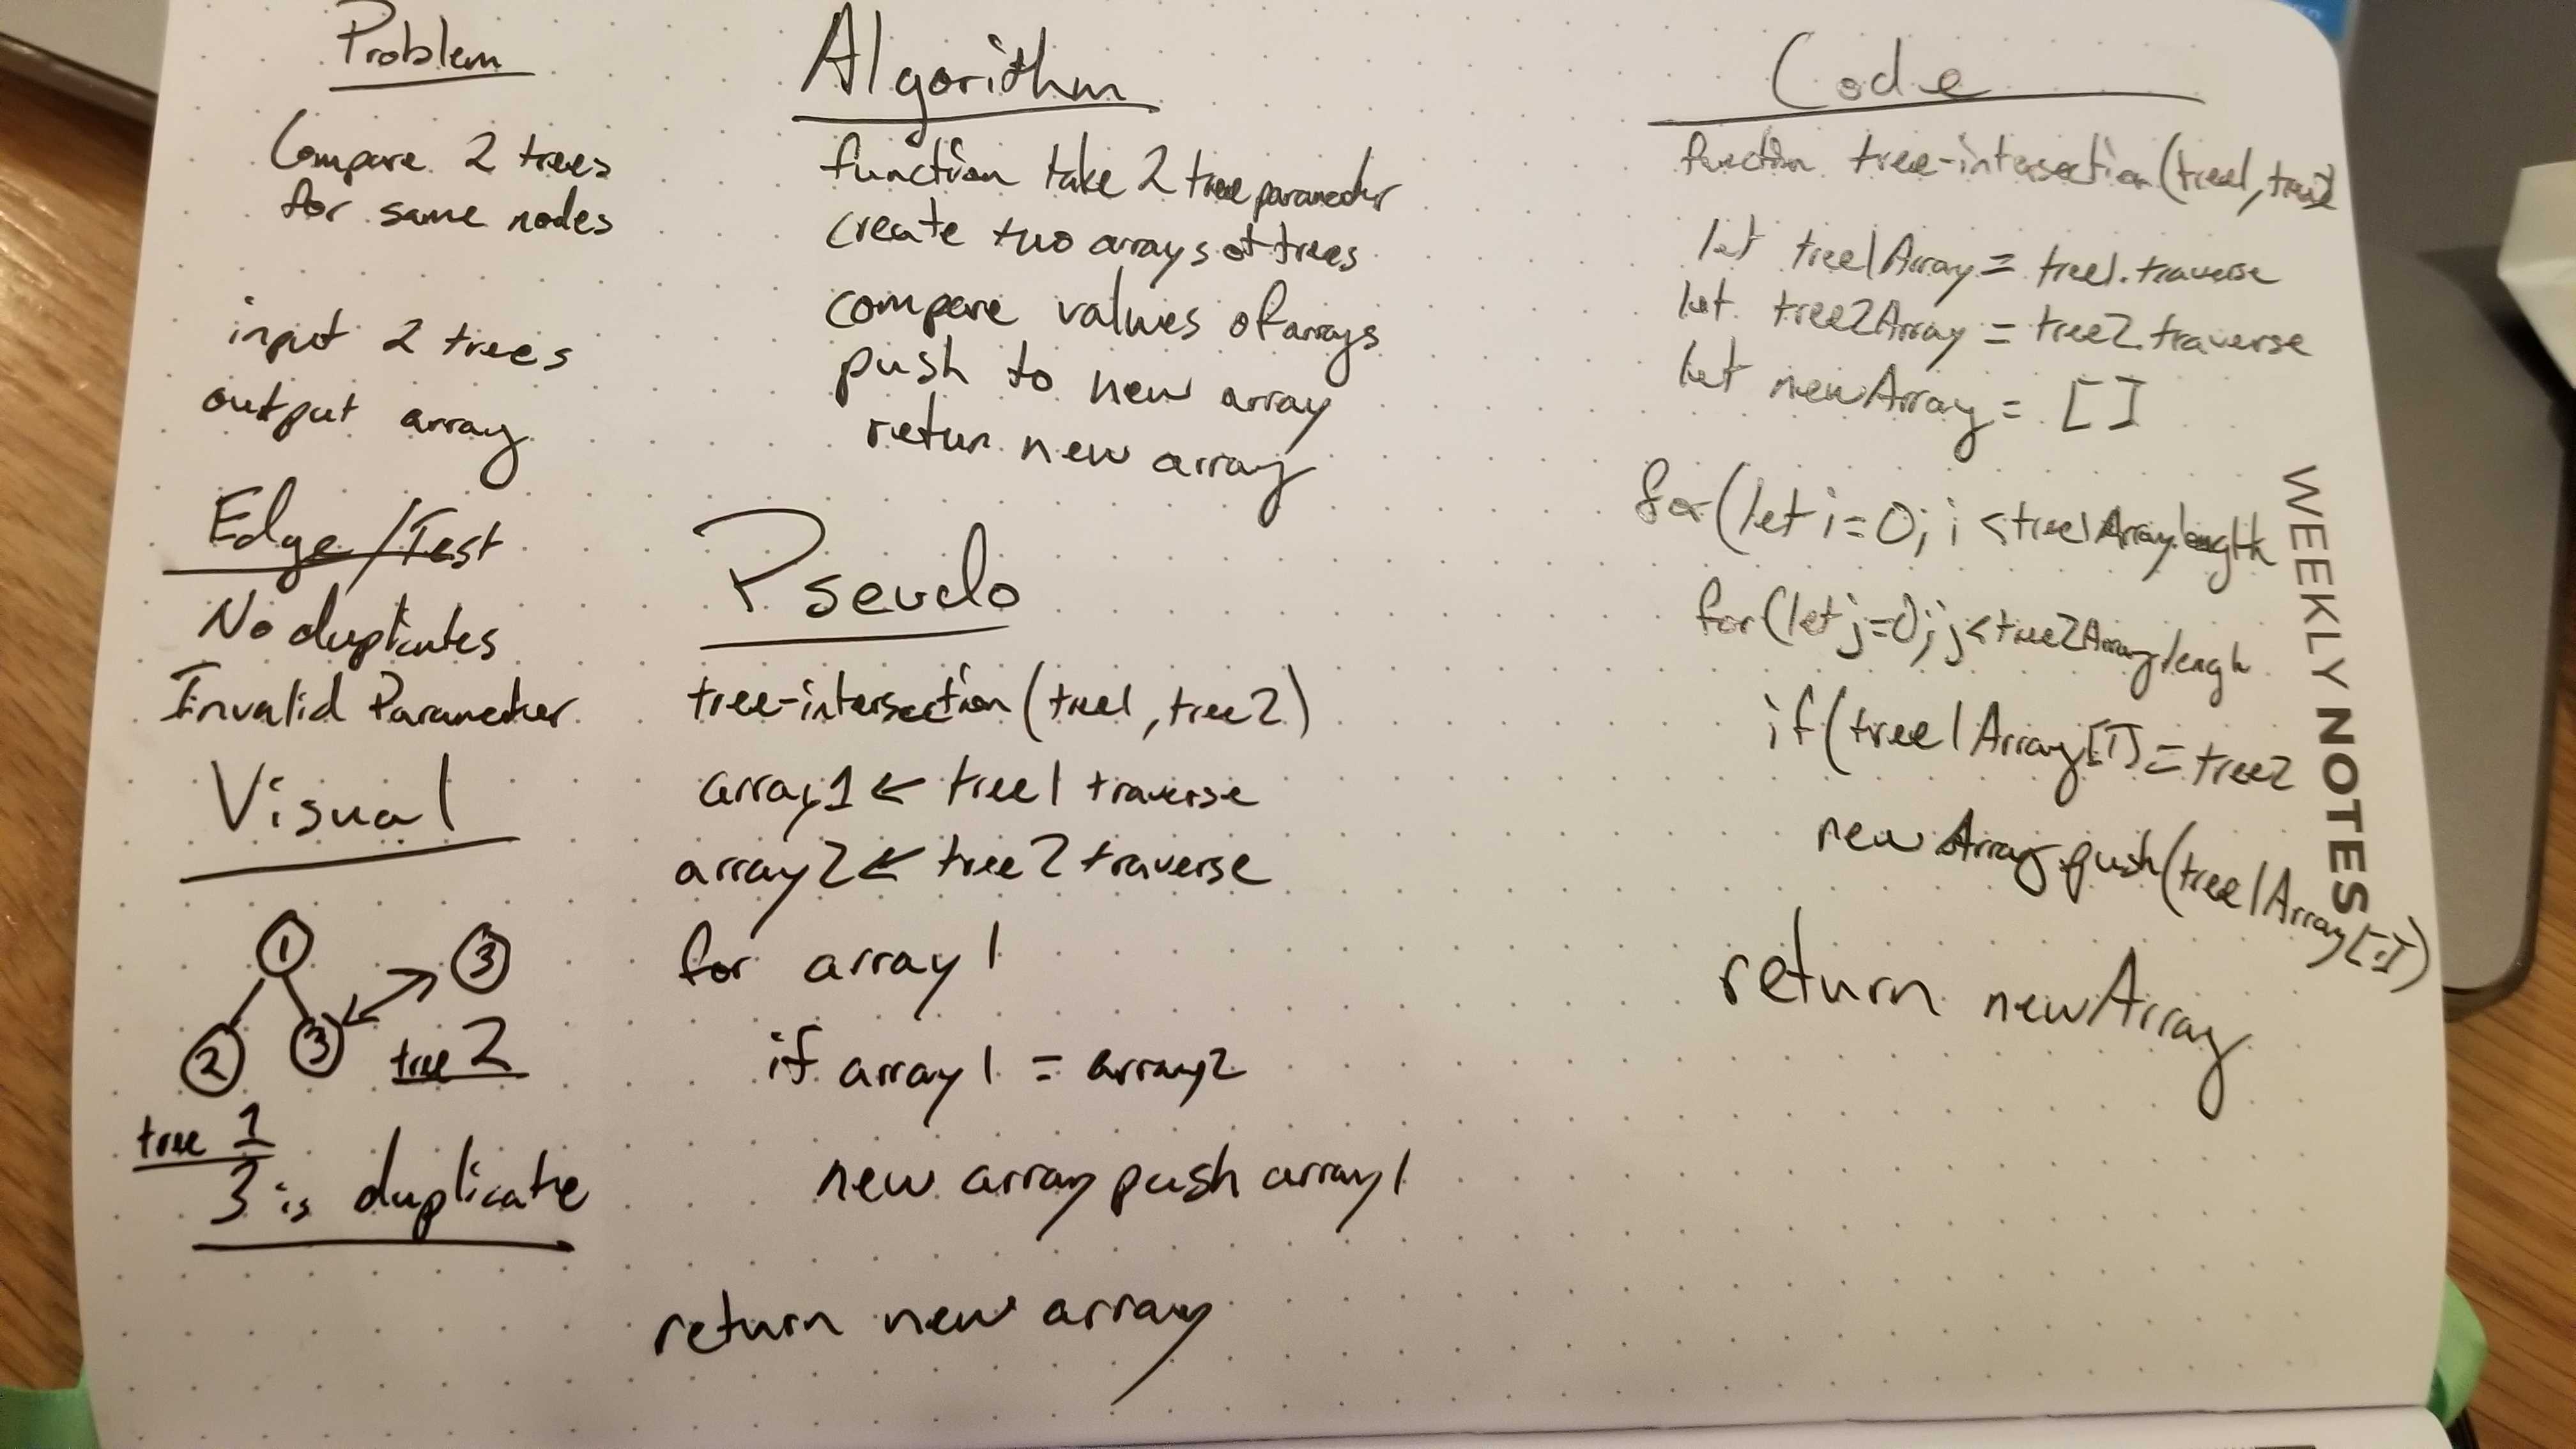 Problem
Compare 2 trees
for same nodes
input 2 trees
output array
Edge/Test
No duplicates
Invalid Parameter
Visual
1
3
2
3
tree 2
tree 1
3 is duplicate
Algorithm
function take 2 tree parameter
create two arrays of trees
compare values of arrays
push to new array
return new array
Pseudo
tree-intersection(tree1, tree2)
array1 ← tree1 traverse
array2 ← tree2 traverse
for array1
if array1 = array2
new array push array1
return new array
Code
function tree-intersection(tree1, tree2)
let tree1Array = tree1.traverse
let tree2Array = tree2.traverse
let newArray = []
for(let i=0; i <tree1Array.length
for(let j=0; j<tree2Array.lengh
if(tree1Array[i] = tree2
newArray.push(tree1Array[i])
return newArray
WEEKLY NOTES